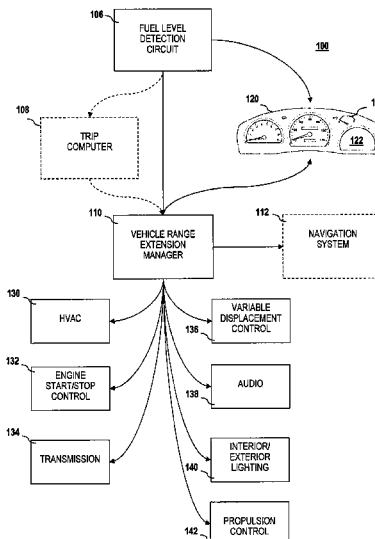 106
FUEL LEVEL
DETECTION
CIRCUIT
100
108
TRIP
COMPUTER
120
122
110
VEHICLE RANGE
EXTENSION
MANAGER
112
NAVIGATION
SYSTEM
130
HVAC
VARIABLE
DISPLACEMENT
CONTROL
136
132
ENGINE
START/STOP
CONTROL
AUDIO
138
134
TRANSMISSION
INTERIOR/
EXTERIOR
LIGHTING
140
PROPULSION
CONTROL
142